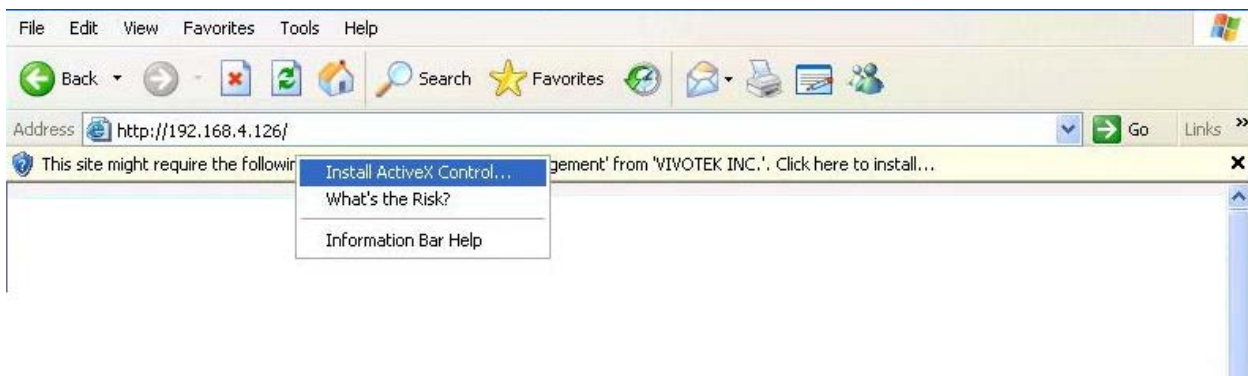 File Edit View Favorites Tools Help
Back Search Favorites
Address http://192.168.4.126/ Go Links »
This site might require the following gement' from 'VIVOTEK INC.'. Click here to install...
Install ActiveX Control...
What's the Risk?
Information Bar Help